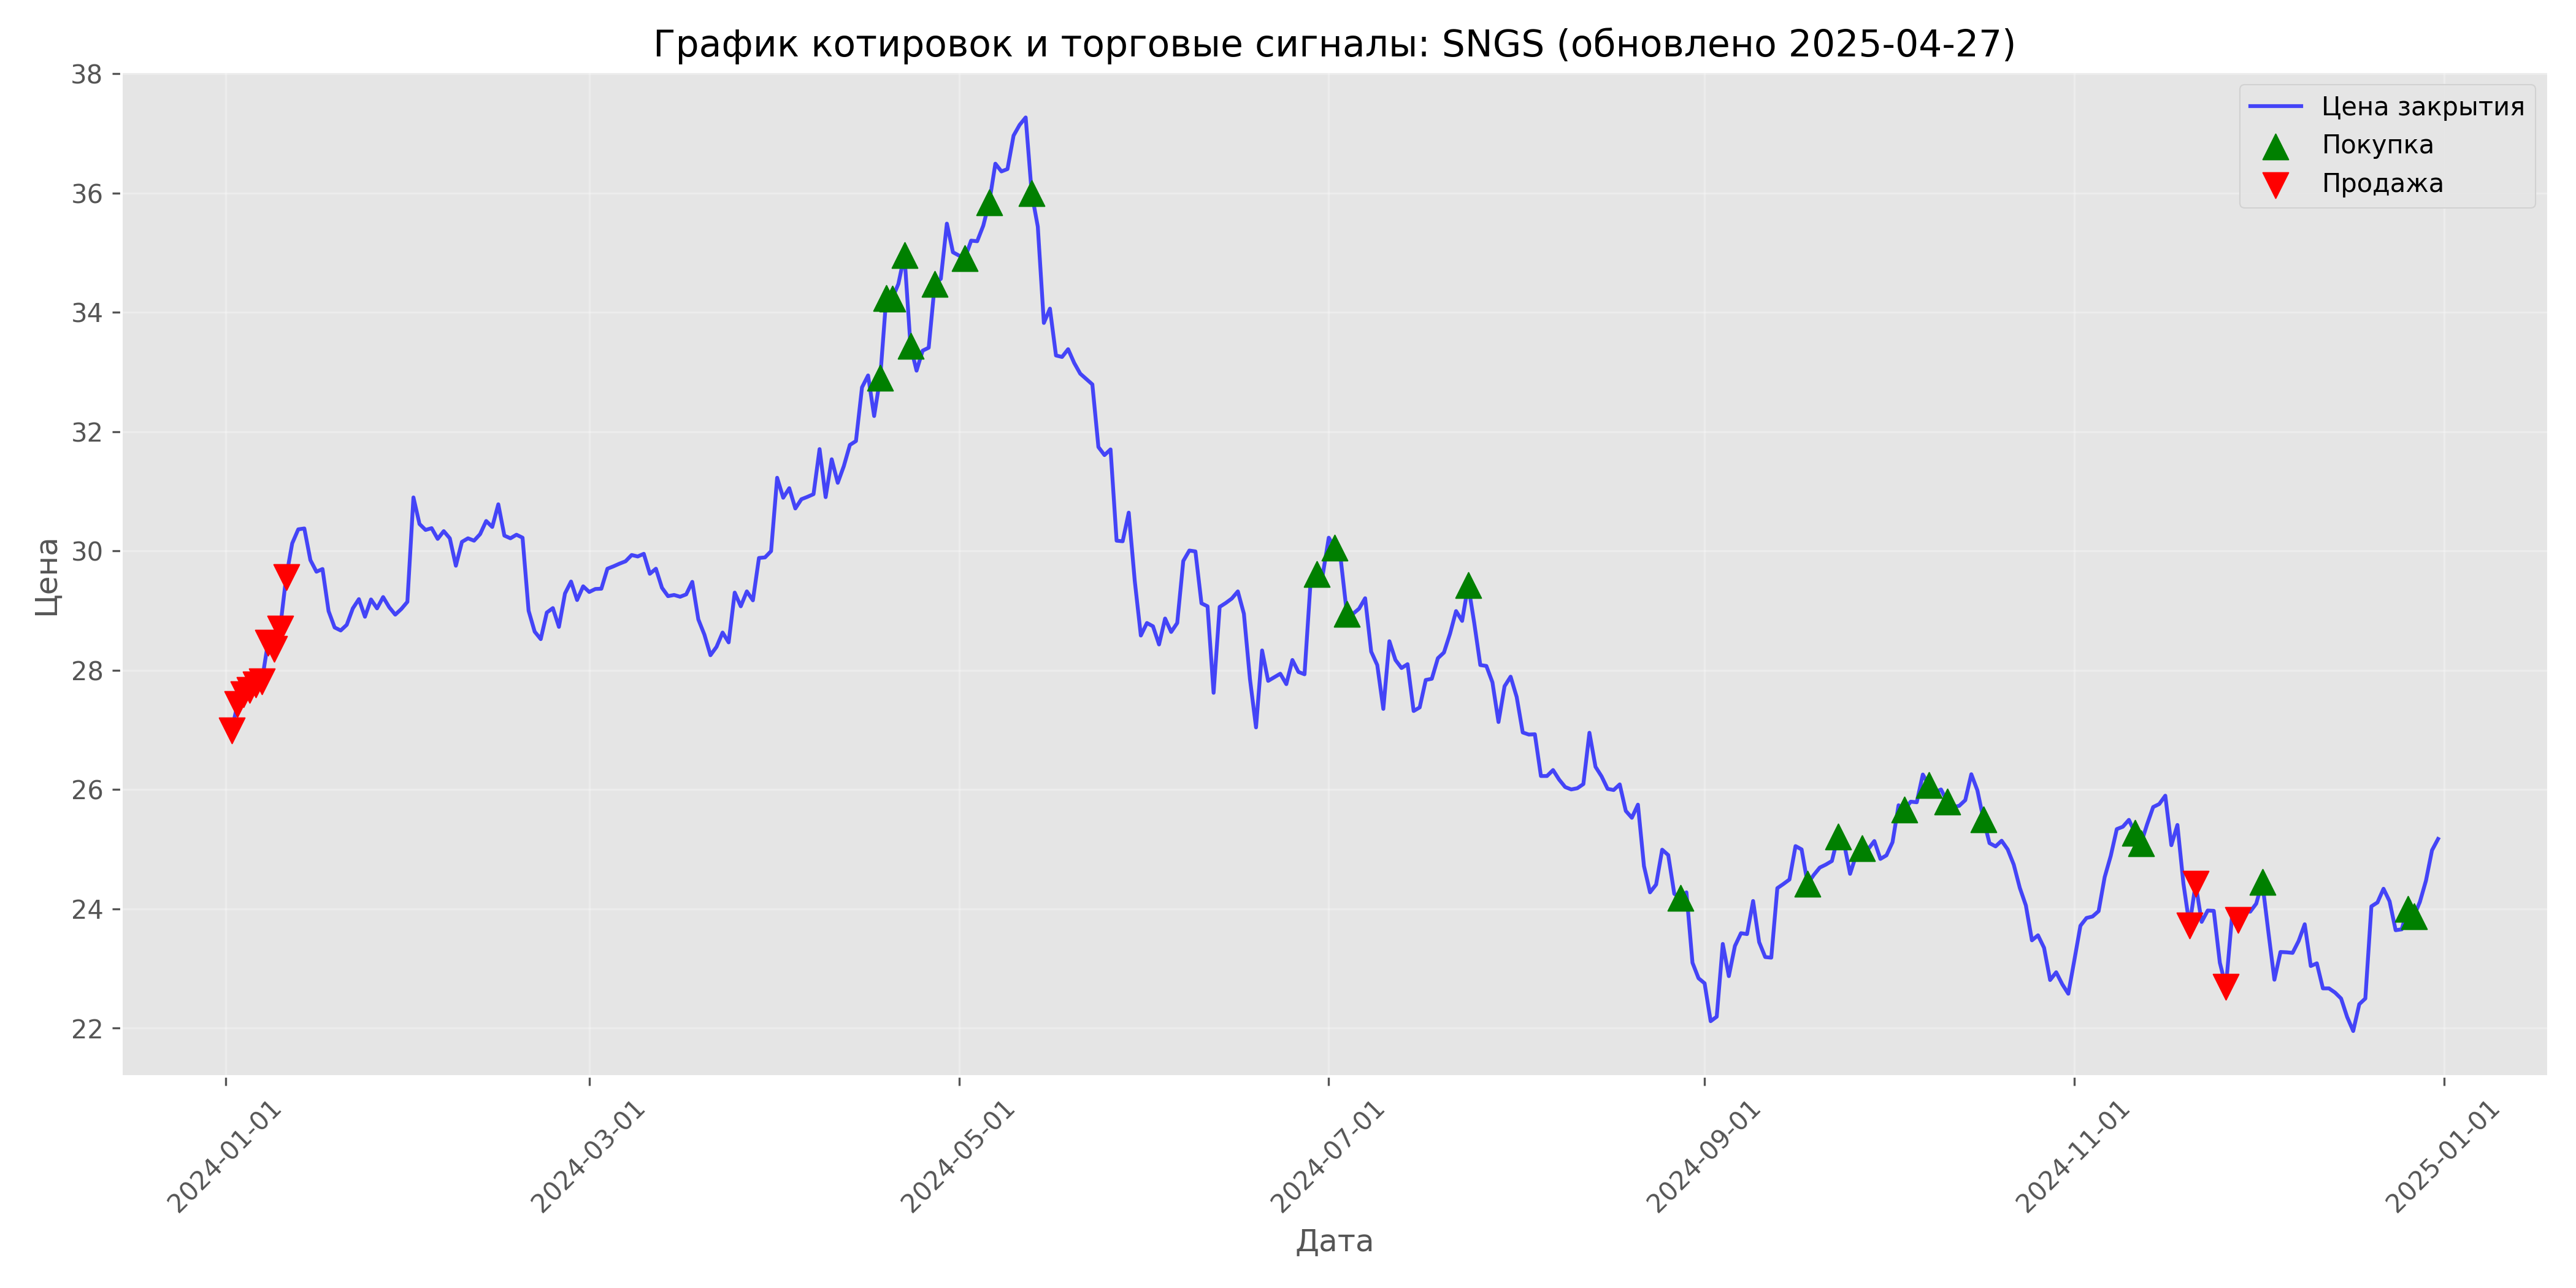 График котировок и торговые сигналы: SNGS (обновлено 2025-04-27)
Цена закрытия
Покупка
Продажа
Цена
38
36
34
32
30
28
26
24
22
2024-01-01
2024-03-01
2024-05-01
2024-07-01
2024-09-01
2024-11-01
2025-01-01
Дата